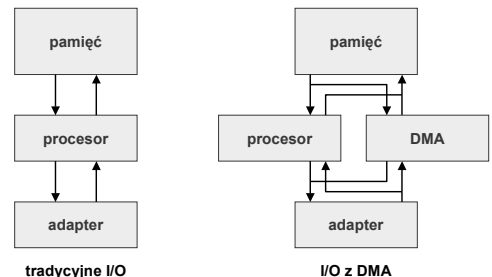 pamięć
procesor
adapter
tradycyjne I/O
pamięć
procesor DMA
adapter
I/O z DMA